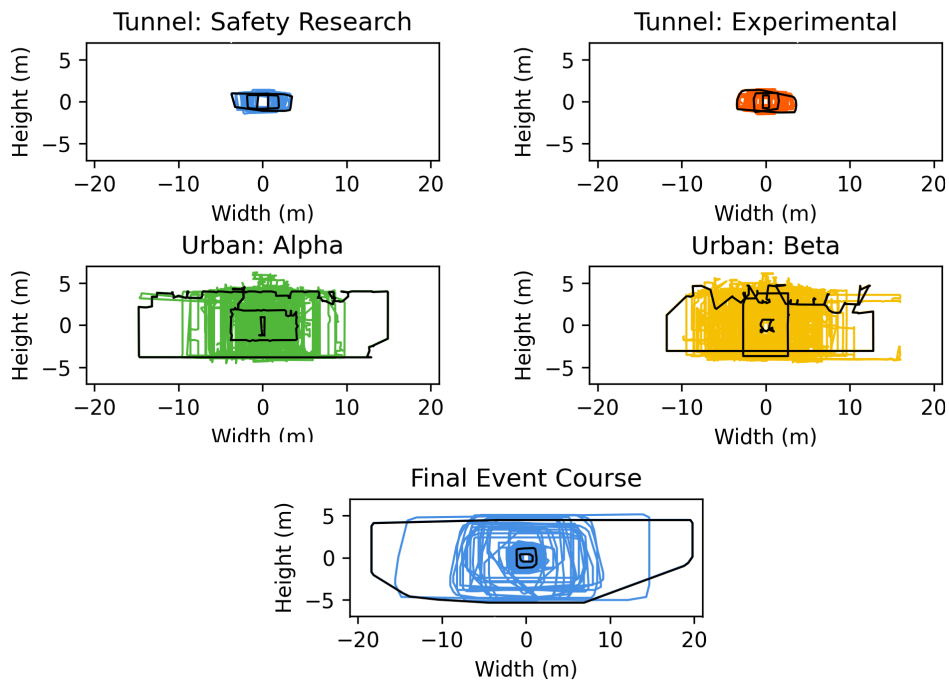 Tunnel: Safety Research
Height (m)
5
0
−5
−20 −10 0 10 20
Width (m)
Tunnel: Experimental
Height (m)
5
0
−5
−20 −10 0 10 20
Width (m)
Urban: Alpha
Height (m)
5
0
−5
−20 −10 0 10 20
Width (m)
Urban: Beta
Height (m)
5
0
−5
−20 −10 0 10 20
Width (m)
Final Event Course
Height (m)
5
0
−5
−20 −10 0 10 20
Width (m)